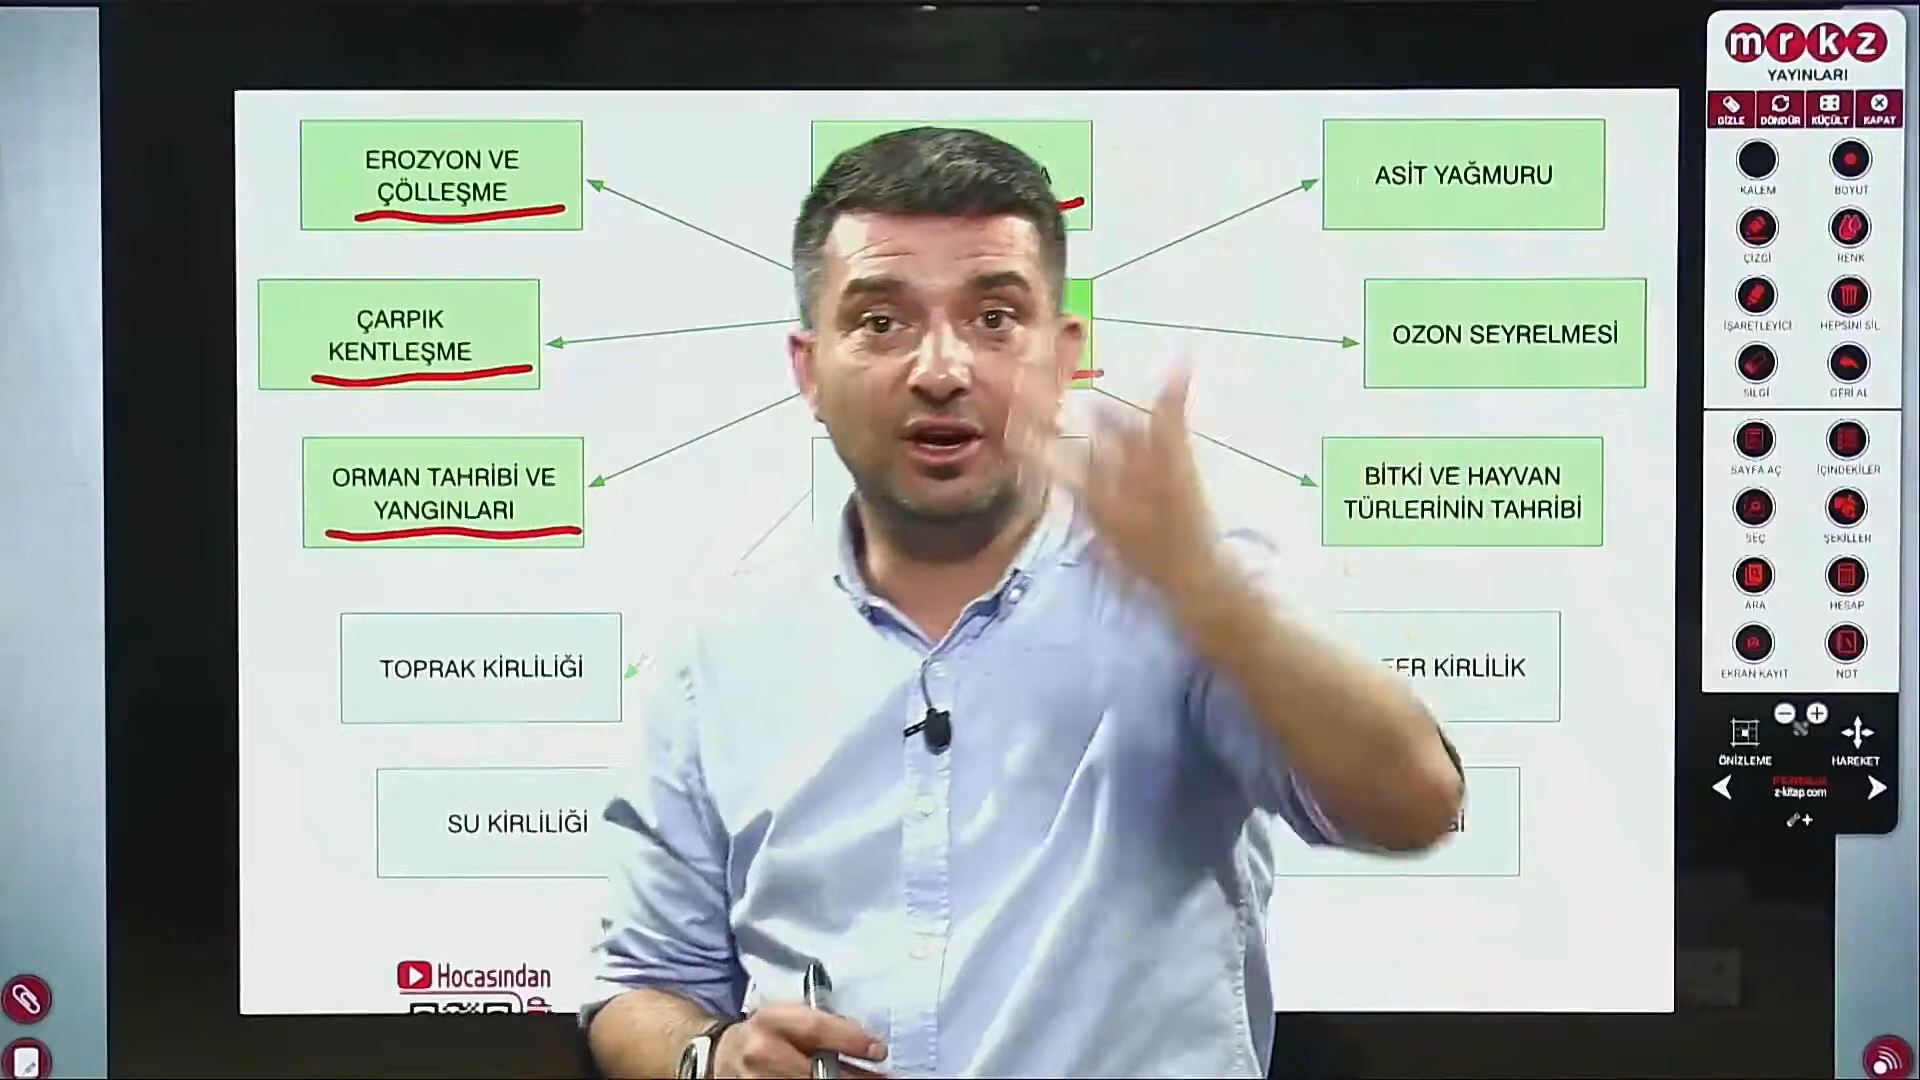 EROZYON VE
ÇÖLLEŞME
ASİT YAĞMURU
ÇARPIK
KENTLEŞME
OZON SEYRELMESİ
ORMAN TAHRİBİ VE
YANGINLARI
BİTKİ VE HAYVAN
TÜRLERİNİN TAHRİBİ
TOPRAK KİRLİLİĞİ
KİRLİLİK
SU KİRLİLİĞİ
Hocasından
mrkz
YAYINLARI
GİZLE DÖNDÜR KÜÇÜLT KAPAT
KALEM BOYUT
ÇİZGİ RENK
İŞARETLEYİCİ HEPSİNİ SİL
SİLGİ GERİ AL
SAYFA AÇ İÇİNDEKİLER
SEÇ ŞEKİLLER
ARA HESAP
EKRAN KAYIT NOT
ÖNİZLEME HAREKET
z-kitap.com